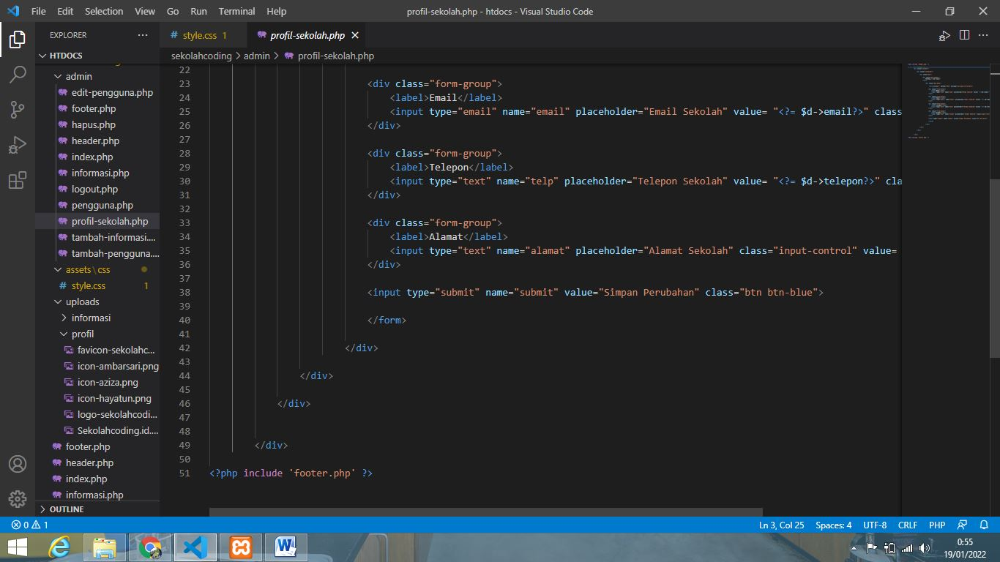 File Edit Selection View Go Run Terminal Help profil-sekolah.php - htdocs - Visual Studio Code
EXPLORER
HTDOCS
admin
edit-pengguna.php
footer.php
hapus.php
header.php
index.php
informasi.php
logout.php
pengguna.php
profil-sekolah.php
tambah-informasi....
tambah-pengguna....
assets\css
# style.css 1
uploads
informasi
profil
favicon-sekolahc...
icon-ambarsari.png
icon-aziza.png
icon-hayatun.png
logo-sekolahcodi...
Sekolahcoding.id....
footer.php
header.php
index.php
informasi.php
OUTLINE
# style.css 1 profil-sekolah.php
sekolahcoding > admin > profil-sekolah.php
22
23 <div class="form-group">
24 <label>Email</label>
25 <input type="email" name="email" placeholder="Email Sekolah" value= "<?= $d->email?>" class
26 </div>
27
28 <div class="form-group">
29 <label>Telepon</label>
30 <input type="text" name="telp" placeholder="Telepon Sekolah" value= "<?= $d->telepon?>" cla
31 </div>
32
33 <div class="form-group">
34 <label>Alamat</label>
35 <input type="text" name="alamat" placeholder="Alamat Sekolah" class="input-control" value=
36 </div>
37
38 <input type="submit" name="submit" value="Simpan Perubahan" class="btn btn-blue">
39
40 </form>
41
42 </div>
43
44 </div>
45
46 </div>
47
48
49 </div>
50
51 <?php include 'footer.php' ?>
0 1 Ln 3, Col 25 Spaces: 4 UTF-8 CRLF PHP
0:55
19/01/2022